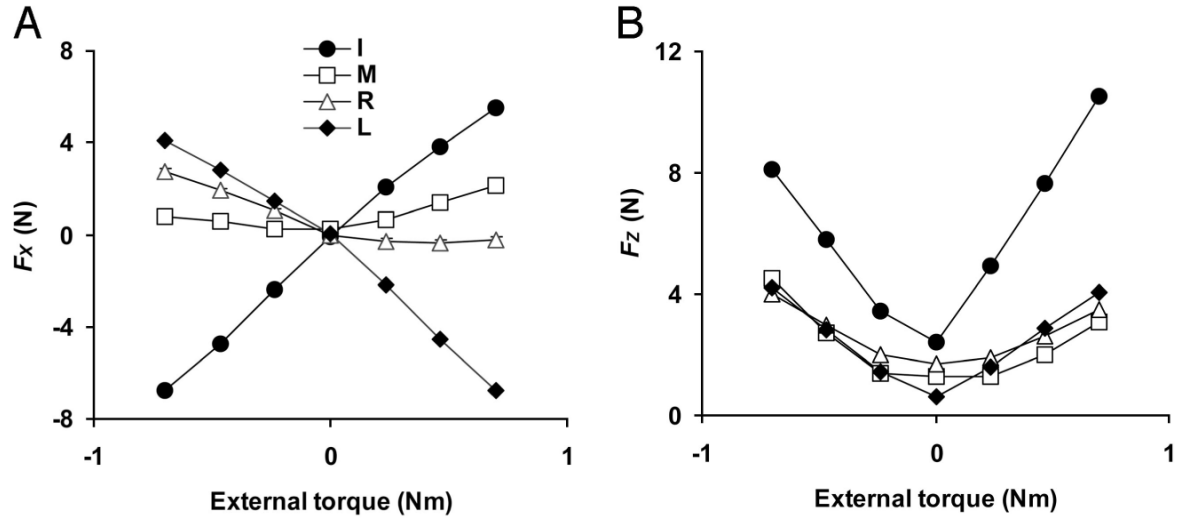 A
8
4
0
-4
-8
Fx (N)
-1
0
1
External torque (Nm)
I
M
R
L
B
12
8
4
0
Fz (N)
-1
0
1
External torque (Nm)